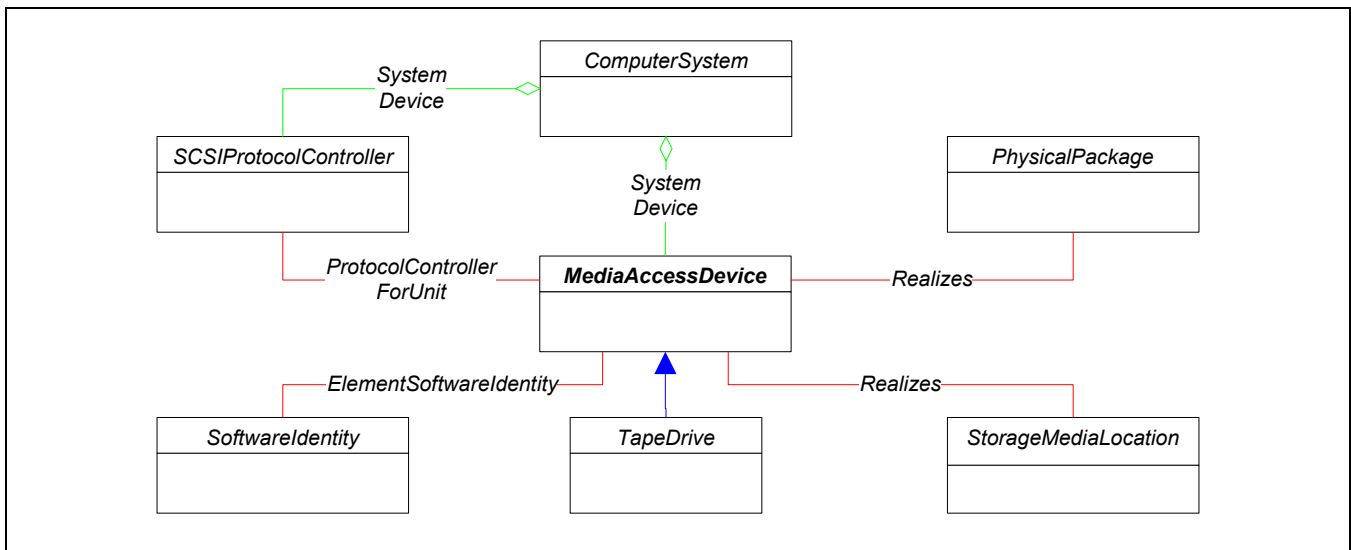 ComputerSystem
System
Device
SCSIProtocolController
PhysicalPackage
System
Device
ProtocolController
ForUnit
MediaAccessDevice
Realizes
ElementSoftwareIdentity
Realizes
SoftwareIdentity
TapeDrive
StorageMediaLocation